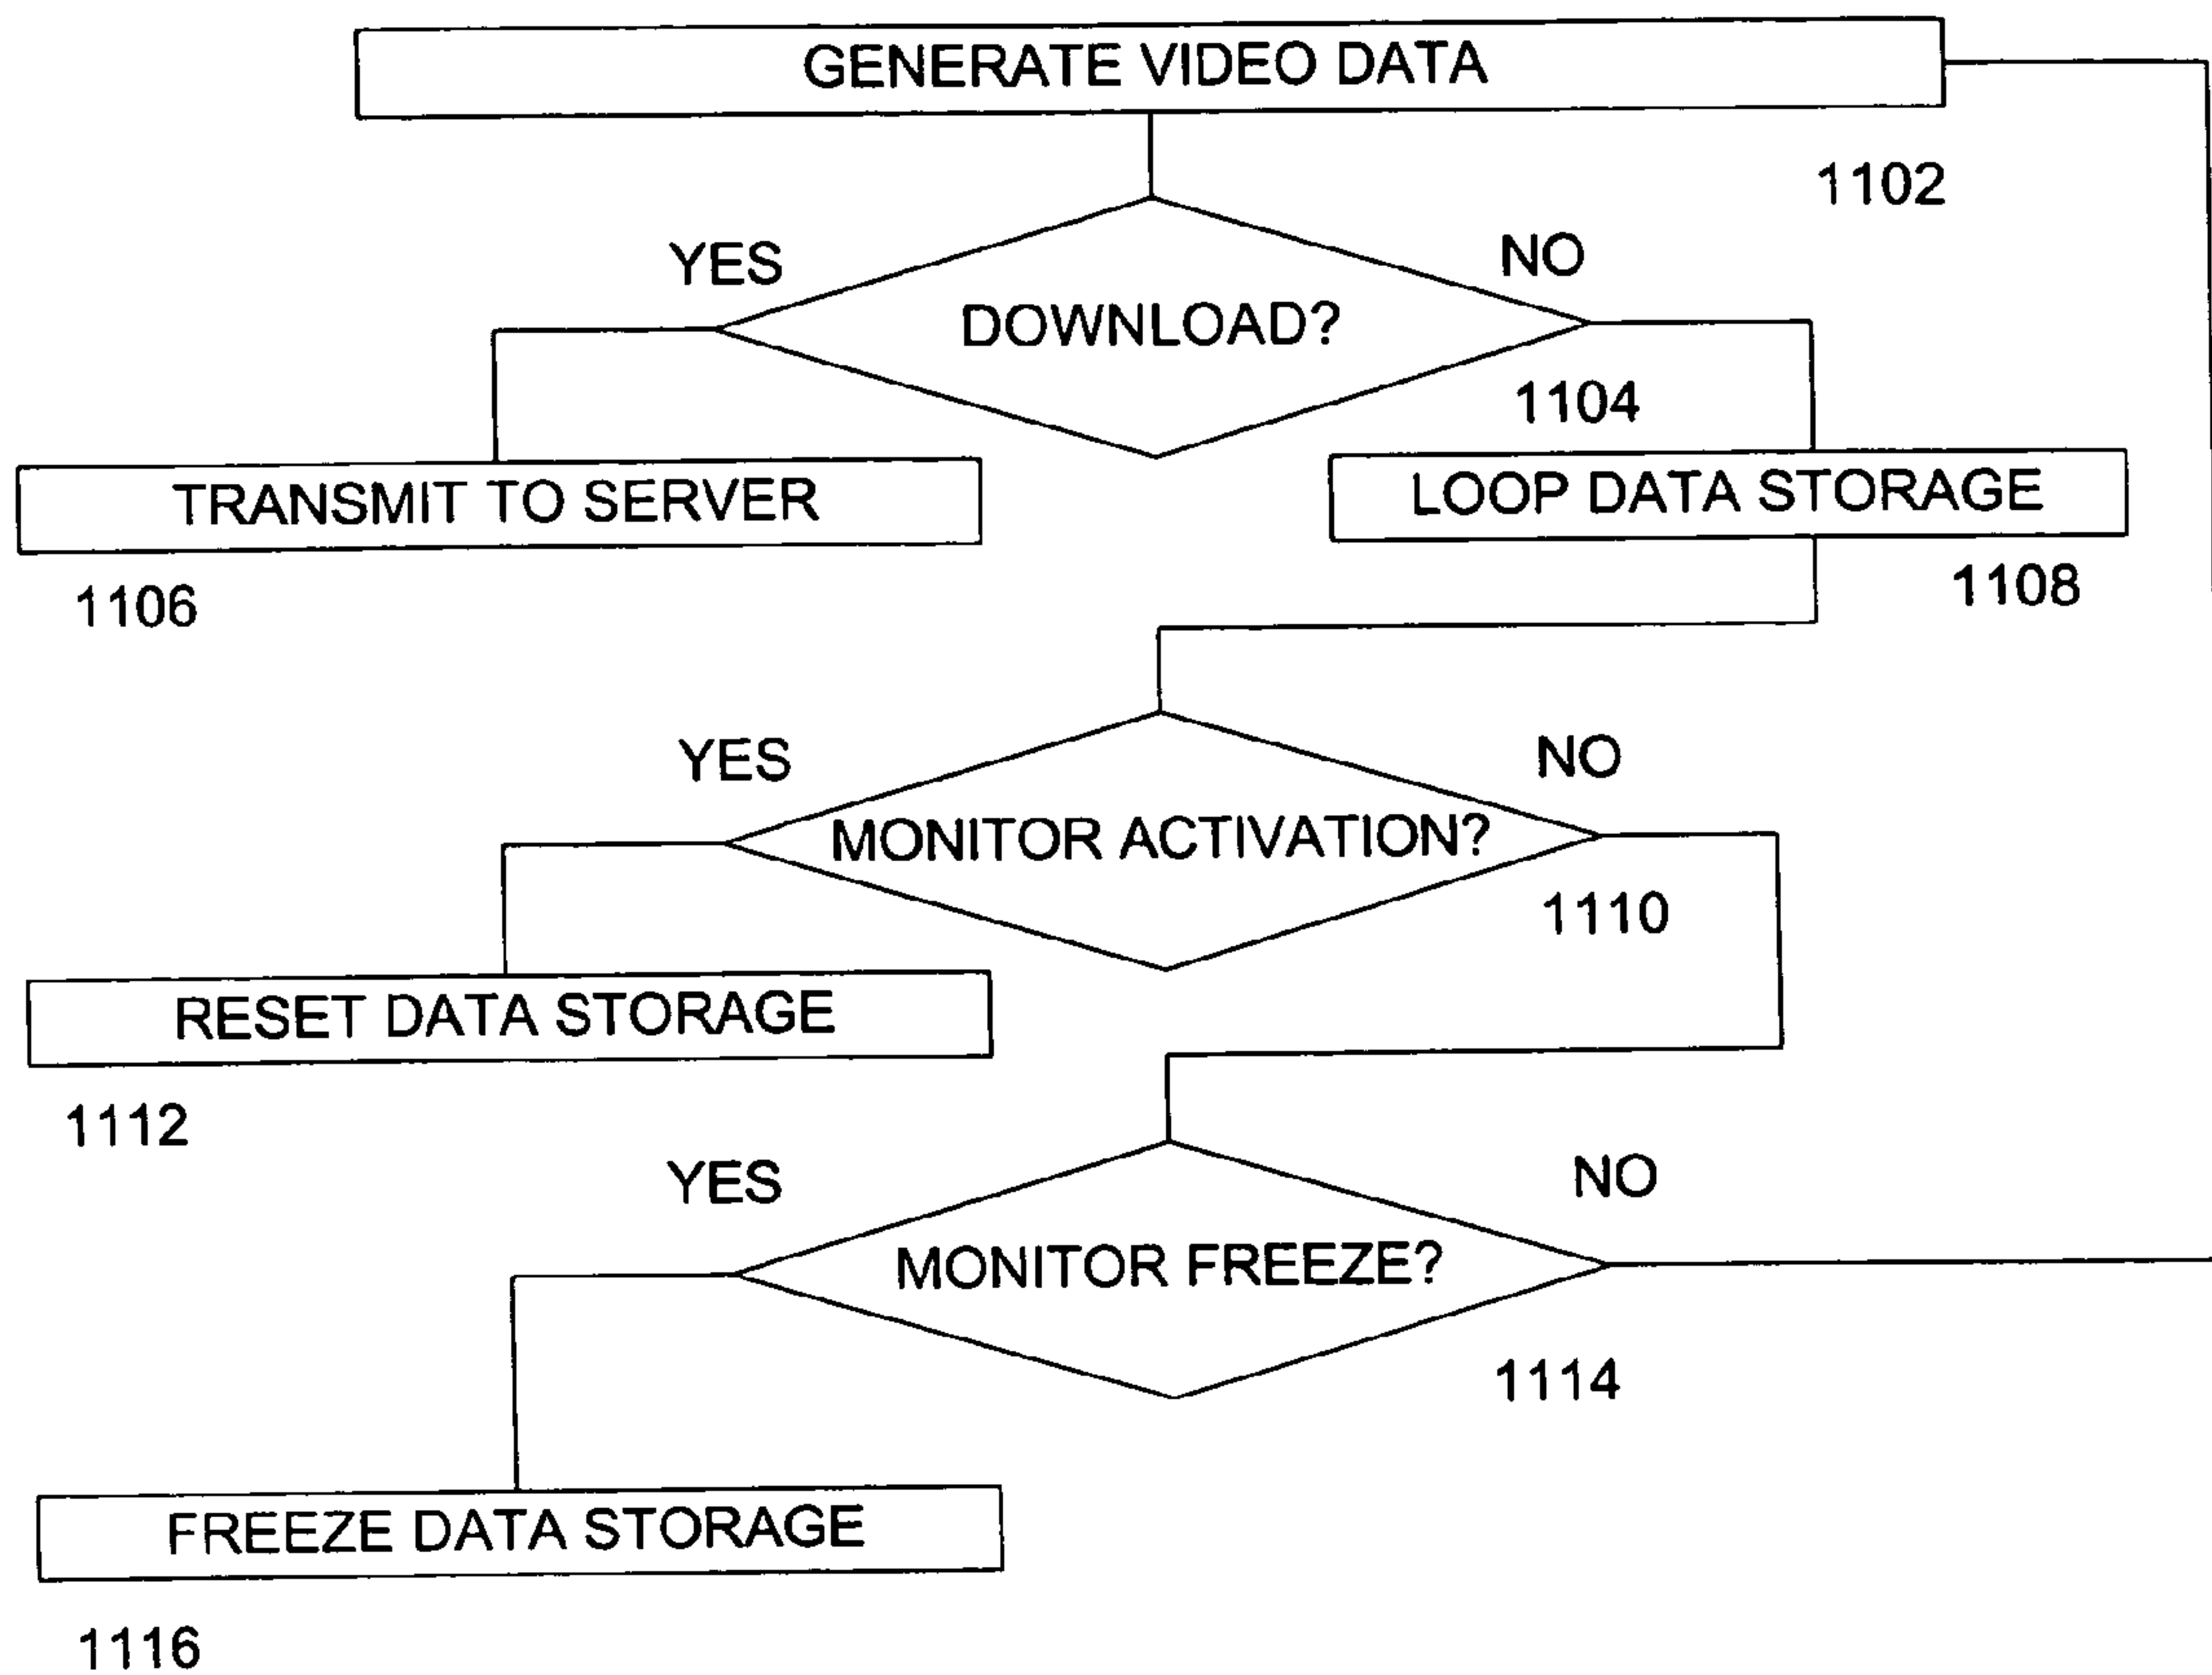 GENERATE VIDEO DATA
1102
YES
NO
DOWNLOAD?
1104
TRANSMIT TO SERVER
LOOP DATA STORAGE
1106
1108
YES
NO
MONITOR ACTIVATION?
1110
RESET DATA STORAGE
1112
YES
NO
MONITOR FREEZE?
1114
FREEZE DATA STORAGE
1116